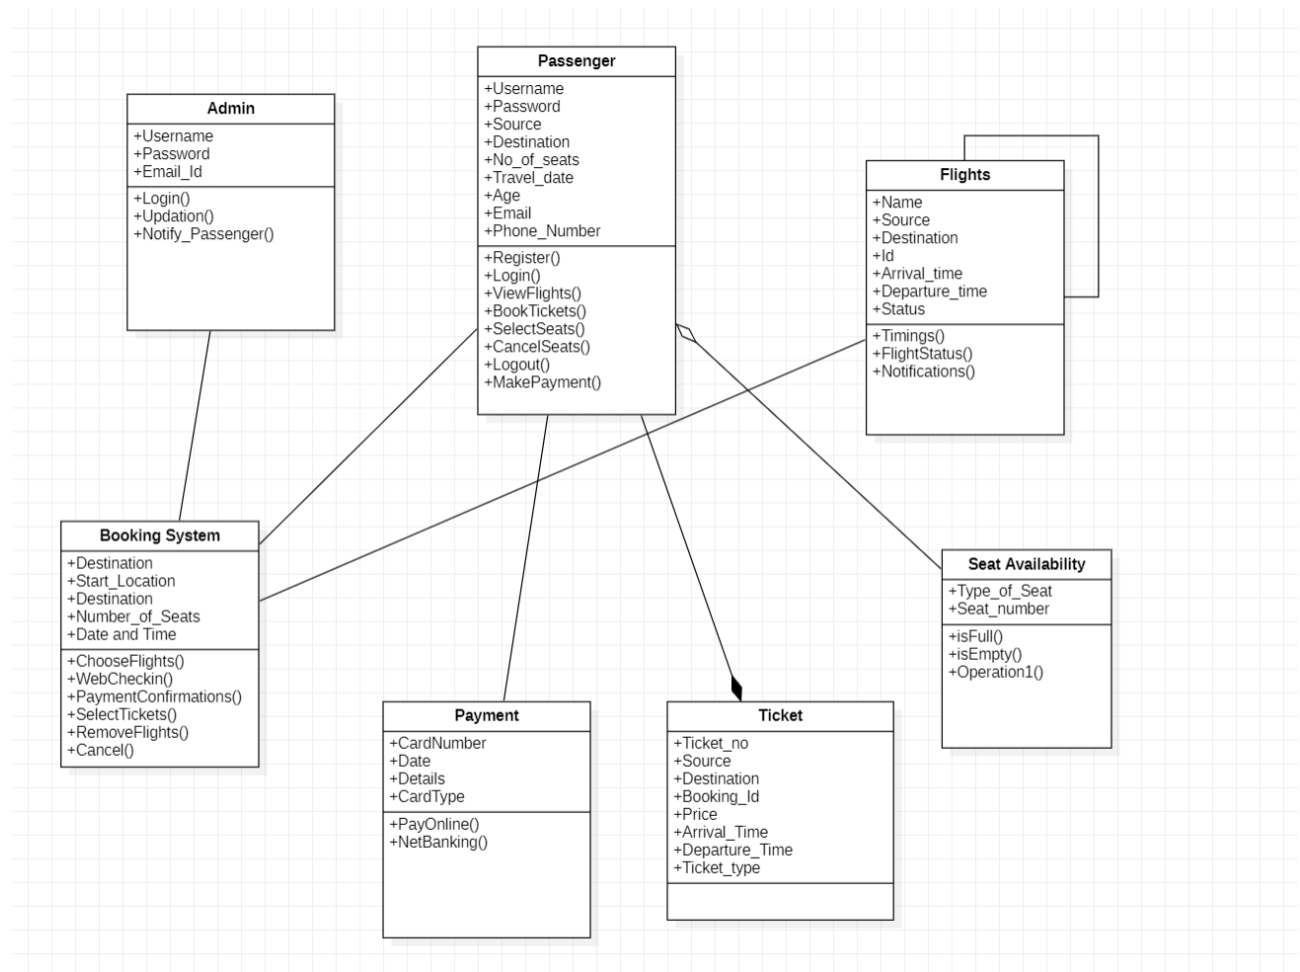 Passenger
+Username
+Password
+Source
+Destination
+No_of_seats
+Travel_date
+Age
+Email
+Phone_Number
+Register()
+Login()
+ViewFlights()
+BookTickets()
+SelectSeats()
+CancelSeats()
+Logout()
+MakePayment()
Admin
+Username
+Password
+Email_Id
+Login()
+Updation()
+Notify_Passenger()
Flights
+Name
+Source
+Destination
+Id
+Arrival_time
+Departure_time
+Status
+Timings()
+FlightStatus()
+Notifications()
Booking System
+Destination
+Start_Location
+Destination
+Number_of_Seats
+Date and Time
+ChooseFlights()
+WebCheckin()
+PaymentConfirmations()
+SelectTickets()
+RemoveFlights()
+Cancel()
Seat Availability
+Type_of_Seat
+Seat_number
+isFull()
+isEmpty()
+Operation1()
Payment
+CardNumber
+Date
+Details
+CardType
+PayOnline()
+NetBanking()
Ticket
+Ticket_no
+Source
+Destination
+Booking_Id
+Price
+Arrival_Time
+Departure_Time
+Ticket_type